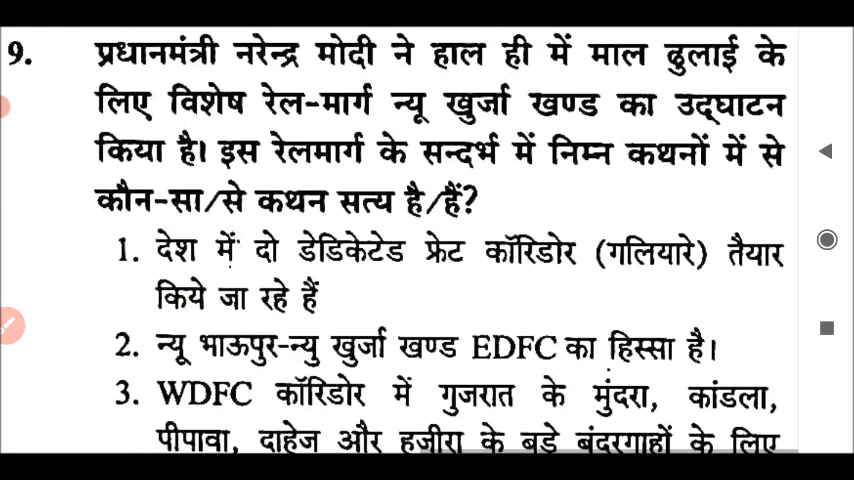 9. प्रधानमंत्री नरेन्द्र मोदी ने हाल ही में माल ढुलाई के
लिए विशेष रेल-मार्ग न्यू खुर्जा खण्ड का उद्घाटन
किया है। इस रेलमार्ग के सन्दर्भ में निम्न कथनों में से
कौन-सा/से कथन सत्य है/हैं?
1. देश में दो डेडिकेटेड फ्रेट कॉरिडोर (गलियारे) तैयार
किये जा रहे हैं
2. न्यू भाऊपुर-न्यु खुर्जा खण्ड EDFC का हिस्सा है।
3. WDFC कॉरिडोर में गुजरात के मुंदरा, कांडला,
पीपावा, दाहेज और हजीरा के बड़े बंदरगाहों के लिए